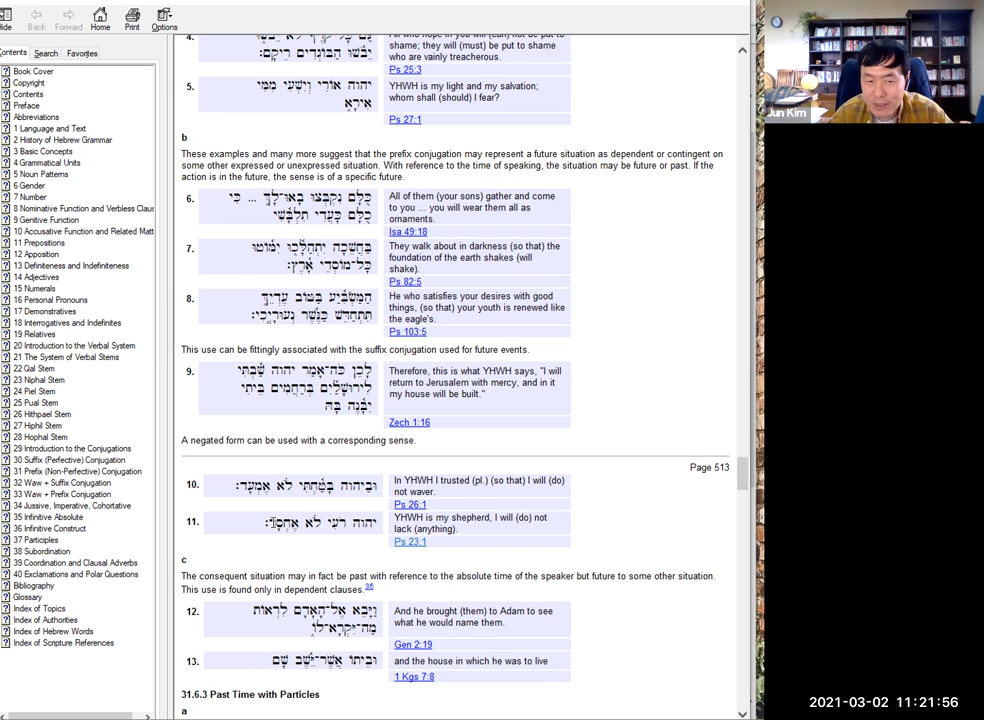 Hide Back Forward Home Print Options
Contents Search Favorites
Book Cover
Copyright
Contents
Preface
Abbreviations
1 Language and Text
2 History of Hebrew Grammar
3 Basic Concepts
4 Grammatical Units
5 Noun Patterns
6 Gender
7 Number
8 Nominative Function and Verbless Claus
9 Genitive Function
10 Accusative Function and Related Matt
11 Prepositions
12 Apposition
13 Definiteness and Indefiniteness
14 Adjectives
15 Numerals
16 Personal Pronouns
17 Demonstratives
18 Interrogatives and Indefinites
19 Relatives
20 Introduction to the Verbal System
21 The System of Verbal Stems
22 Qal Stem
23 Niphal Stem
24 Piel Stem
25 Pual Stem
26 Hithpael Stem
27 Hiphil Stem
28 Hophal Stem
29 Introduction to the Conjugations
30 Suffix (Perfective) Conjugation
31 Prefix (Non-Perfective) Conjugation
32 Waw + Suffix Conjugation
33 Waw + Prefix Conjugation
34 Jussive, Imperative, Cohortative
35 Infinitive Absolute
36 Infinitive Construct
37 Participles
38 Subordination
39 Coordination and Clausal Adverbs
40 Exclamations and Polar Questions
Bibliography
Glossary
Index of Topics
Index of Authorities
Index of Hebrew Words
Index of Scripture References
4.
shame; they will (must) be put to shame
who are vainly treacherous.
Ps 25:3
5.
יהוה אוֹרִי וְיִשְׁעִי מִמִּי
אִירָא
YHWH is my light and my salvation;
whom shall (should) I fear?
Ps 27:1
b
These examples and many more suggest that the prefix conjugation may represent a future situation as dependent or contingent on
some other expressed or unexpressed situation. With reference to the time of speaking, the situation may be future or past. If the
action is in the future, the sense is of a specific future.
6.
כֻּלָּם נִקְבְּצוּ בָאוּ־לָךְ ... כִּי
כֻלָּם כָּעֲדִי תִלְבָּשִׁי
All of them (your sons) gather and come
to you ... you will wear them all as
ornaments.
Isa 49:18
7.
בַּחֲשֵׁכָה יִתְהַלָּכוּ יִמּוֹטוּ
כָּל־מוֹסְדֵי אָרֶץ׃
They walk about in darkness (so that) the
foundation of the earth shakes (will
shake).
Ps 82:5
8.
הַמַּשְׂבִּיעַ בַּטּוֹב עֶדְיֵךְ
תִּתְחַדֵּשׁ כַּנֶּשֶׁר נְעוּרָיְכִי׃
He who satisfies your desires with good
things, (so that) your youth is renewed like
the eagle's.
Ps 103:5
This use can be fittingly associated with the suffix conjugation used for future events.
9.
לָכֵן כֹּה־אָמַר יהוה שַׁבְתִּי
לִירוּשָׁלַיִם בְּרַחֲמִים בֵּיתִי
יִבָּנֶה בָּהּ
Therefore, this is what YHWH says, "I will
return to Jerusalem with mercy, and in it
my house will be built."
Zech 1:16
A negated form can be used with a corresponding sense.
Page 513
10.
וּבַיהוה בָּטַחְתִּי לֹא אֶמְעָד׃
In YHWH I trusted (pl.) (so that) I will (do)
not waver.
Ps 26:1
11.
יהוה רֹעִי לֹא אֶחְסָר׃
YHWH is my shepherd, I will (do) not
lack (anything).
Ps 23:1
c
The consequent situation may in fact be past with reference to the absolute time of the speaker but future to some other situation.
This use is found only in dependent clauses.35
12.
וַיָּבֵא אֶל־הָאָדָם לִרְאוֹת
מַה־יִּקְרָא־לוֹ
And he brought (them) to Adam to see
what he would name them.
Gen 2:19
13.
וּבֵיתוֹ אֲשֶׁר־יֵשֶׁב שָׁם
and the house in which he was to live
1 Kgs 7:8
31.6.3 Past Time with Particles
a
Jun Kim
2021-03-02 11:21:56